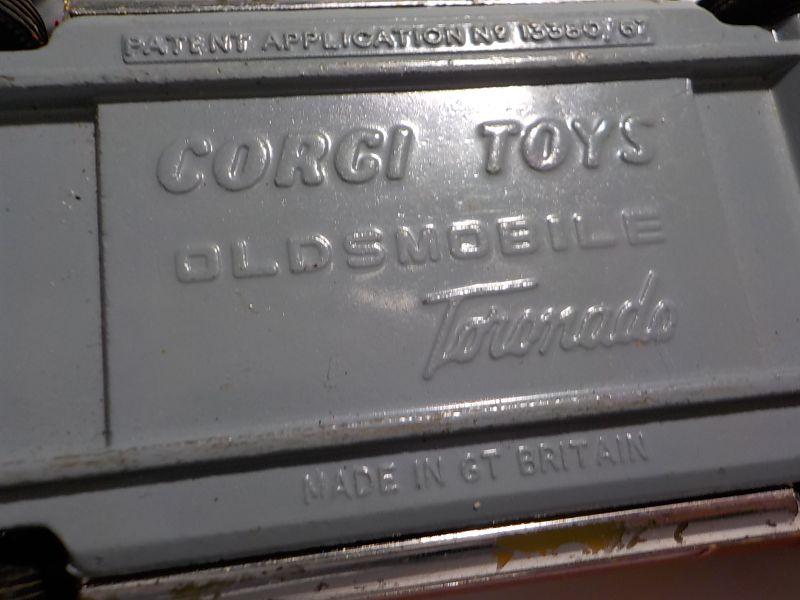 PATENT APPLICATION No 13380/67
CORGI TOYS
OLDSMOBILE
Toronado
MADE IN GT BRITAIN